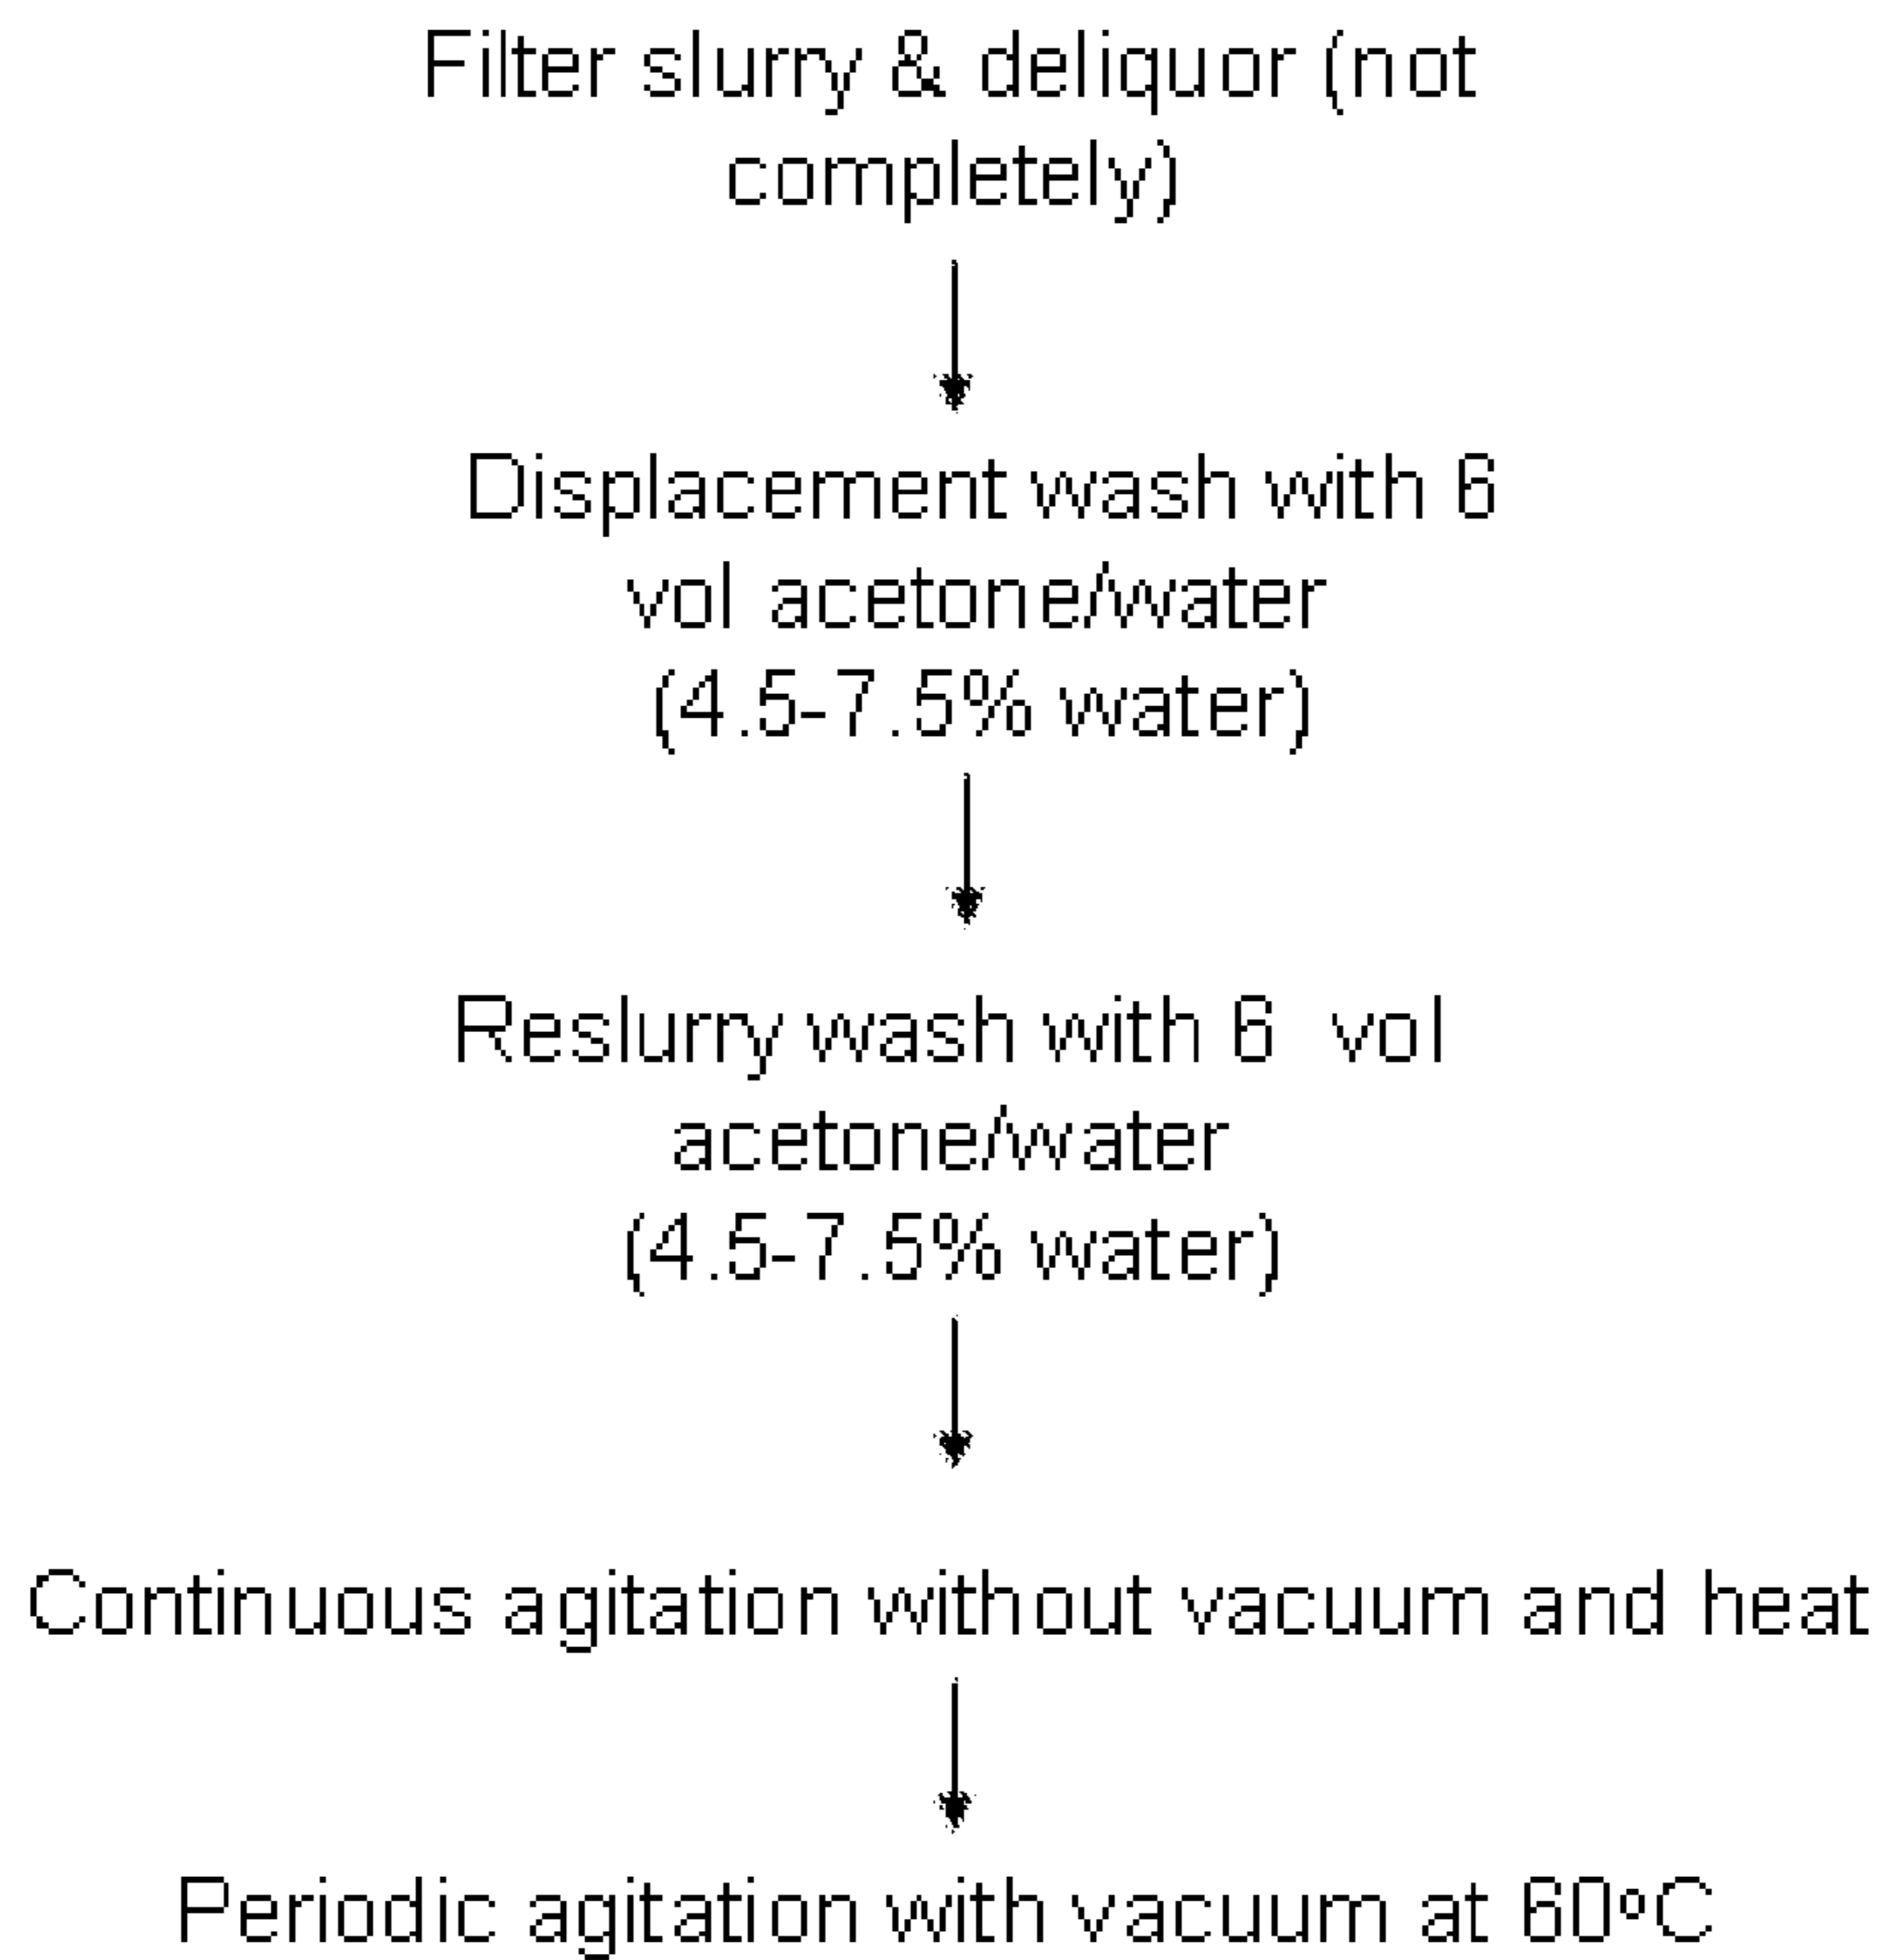 Filter slurry & deliquor (not
completely)
Displacement wash with 6
vol acetone/water
(4.5-7.5% water)
Reslurry wash with 6 vol
acetone/water
(4.5-7.5% water)
Continuous agitation without vacuum and heat
Periodic agitation with vacuum at 60°C